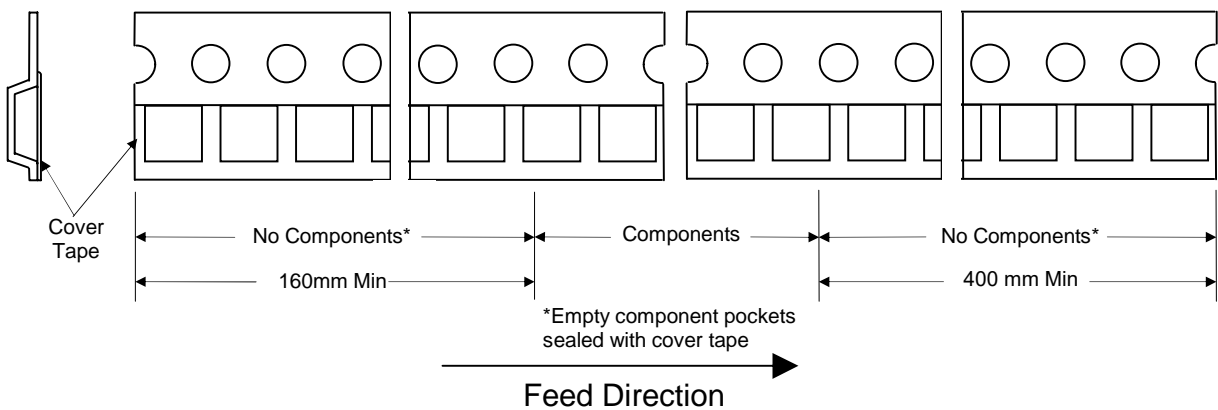 Cover
Tape
No Components*
Components
No Components*
160mm Min
400 mm Min
*Empty component pockets
sealed with cover tape
Feed Direction